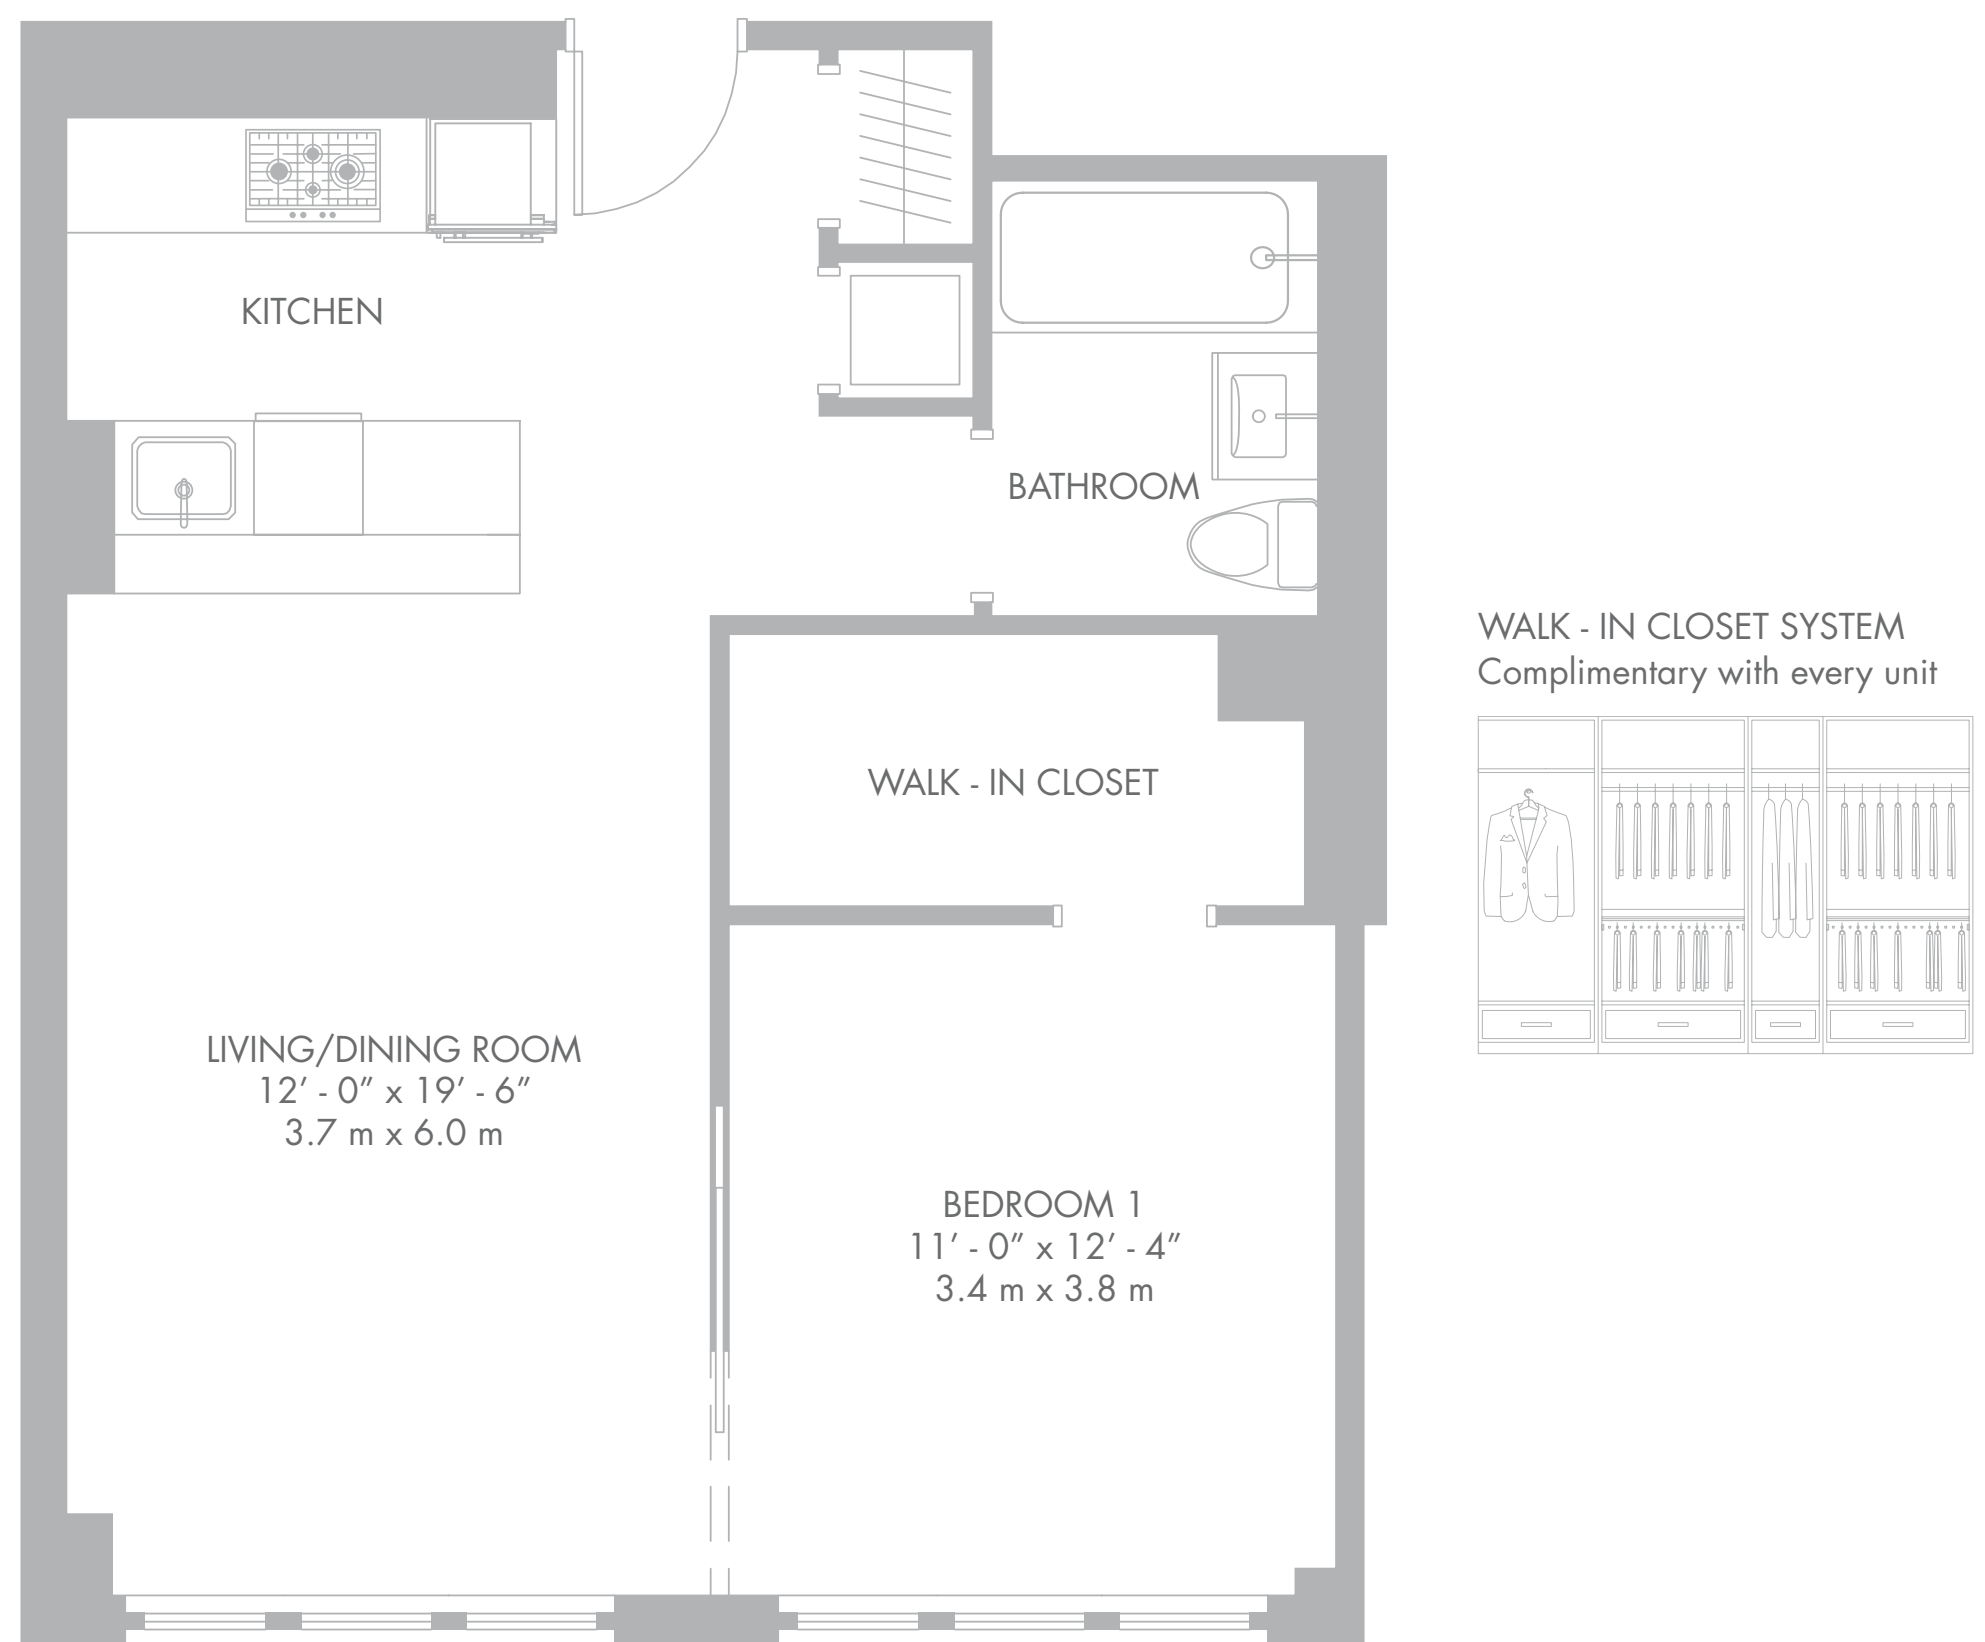 KITCHEN
BATHROOM
WALK - IN CLOSET SYSTEM
Complimentary with every unit
WALK - IN CLOSET
LIVING/DINING ROOM
12’ - 0” x 19’ - 6”
3.7 m x 6.0 m
BEDROOM 1
11’ - 0” x 12’ - 4”
3.4 m x 3.8 m